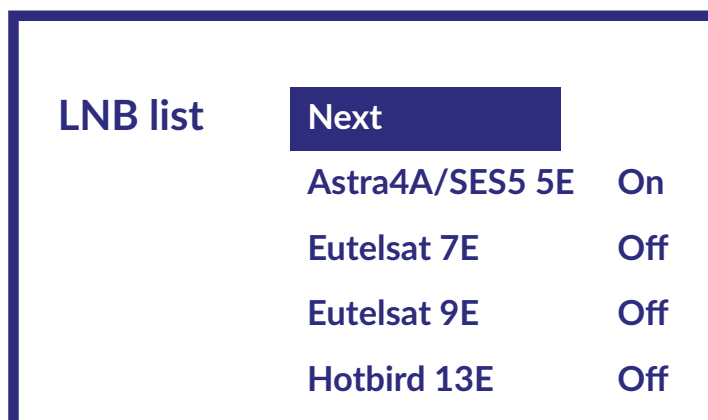 LNB list Next
Astra4A/SES5 5E On
Eutelsat 7E Off
Eutelsat 9E Off
Hotbird 13E Off